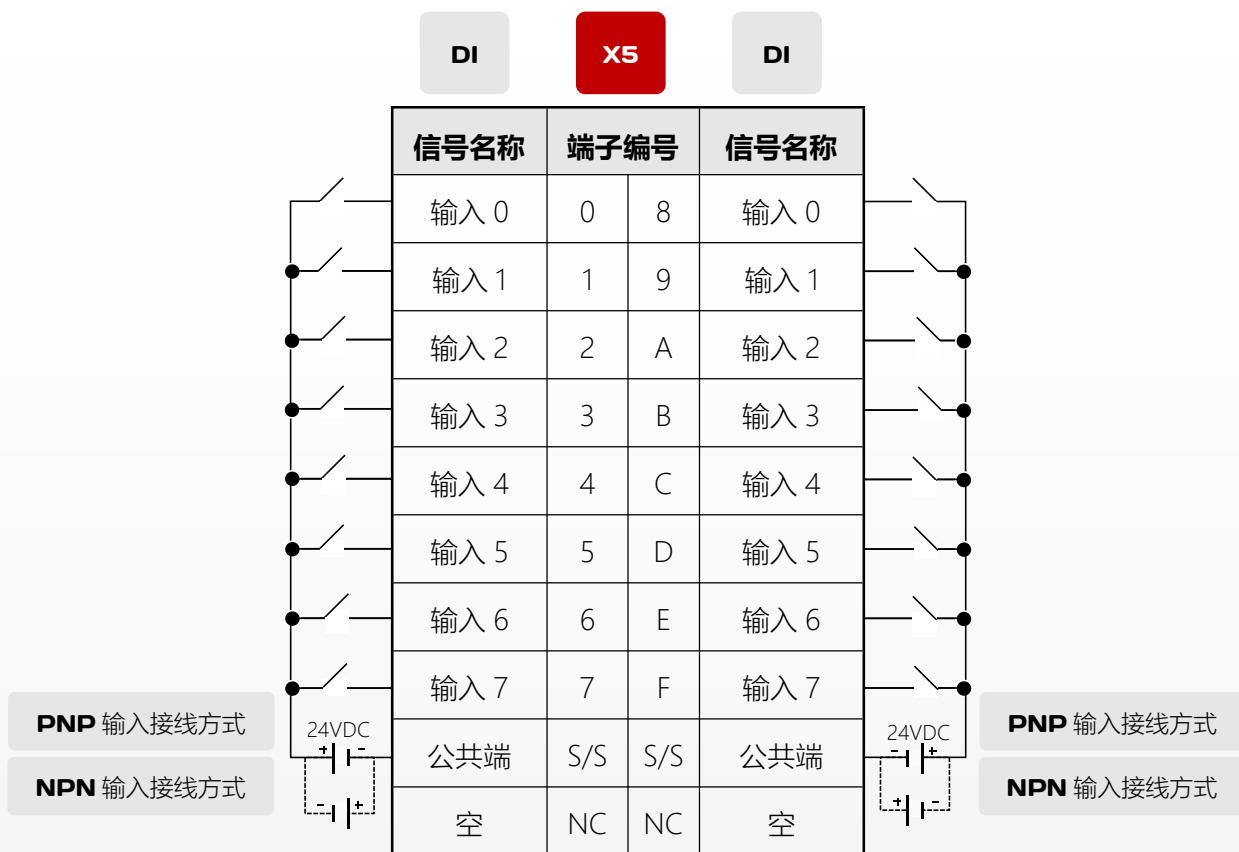 DI X5 DI
信号名称 端子编号 信号名称
输入 0 0 8 输入 0
输入 1 1 9 输入 1
输入 2 2 A 输入 2
输入 3 3 B 输入 3
输入 4 4 C 输入 4
输入 5 5 D 输入 5
输入 6 6 E 输入 6
输入 7 7 F 输入 7
PNP 输入接线方式 24VDC + - 公共端 S/S S/S 公共端 24VDC - + PNP 输入接线方式
NPN 输入接线方式 - + 空 NC NC 空 + - NPN 输入接线方式